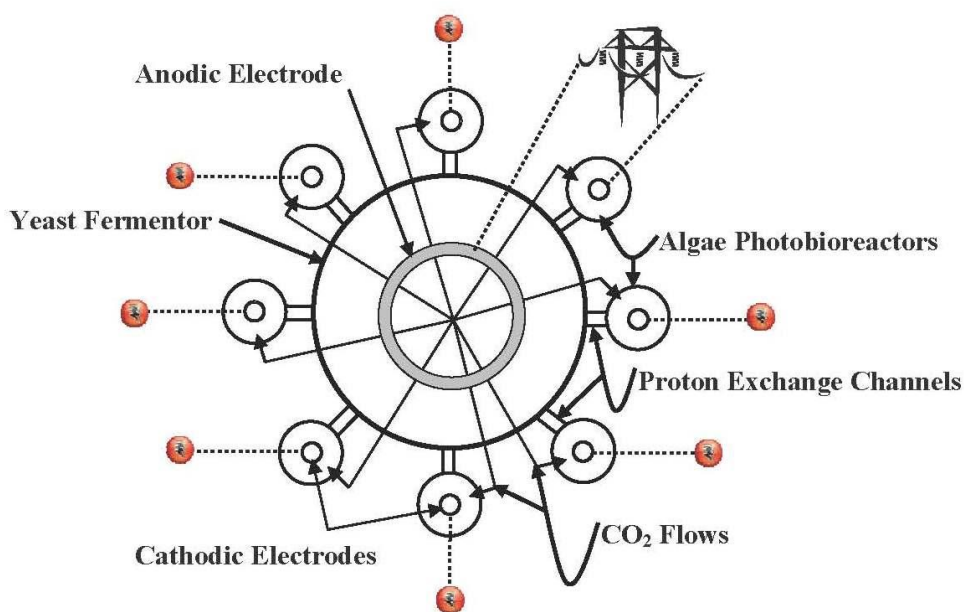 Anodic Electrode
Yeast Fermentor
Algae Photobioreactors
Proton Exchange Channels
CO₂ Flows
Cathodic Electrodes